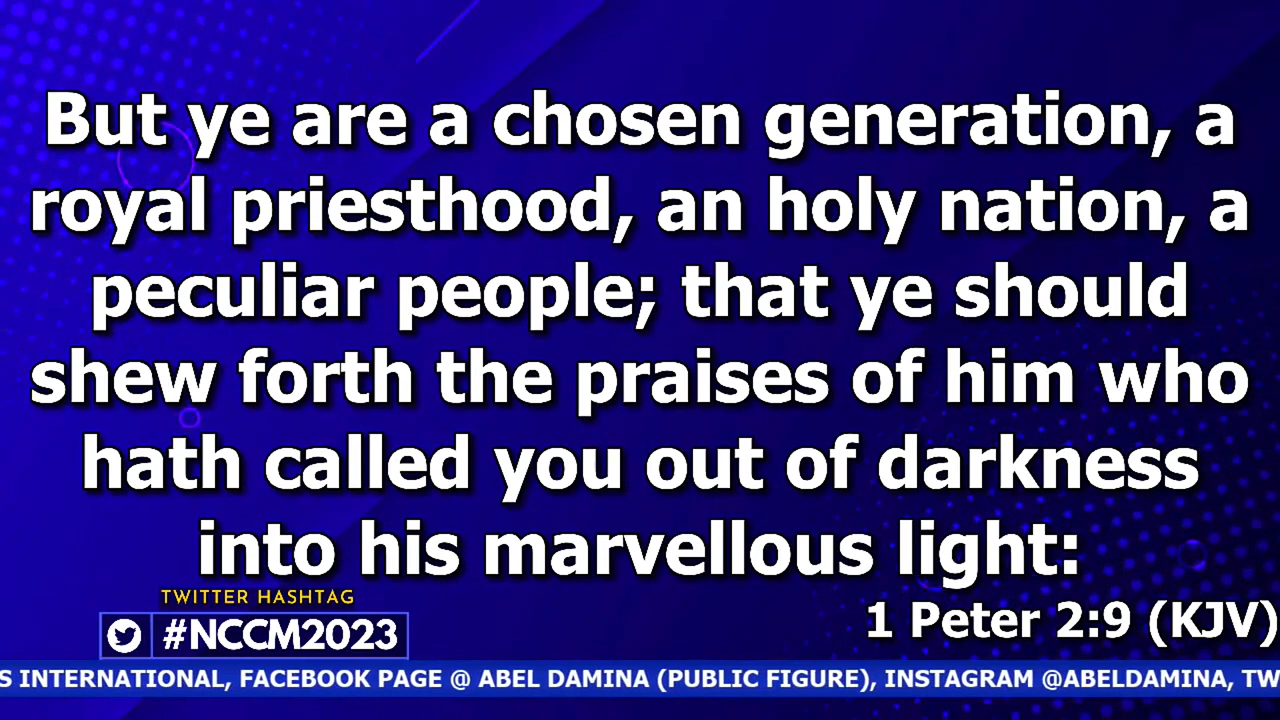 But ye are a chosen generation, a
royal priesthood, an holy nation, a
peculiar people; that ye should
shew forth the praises of him who
hath called you out of darkness
into his marvellous light:
1 Peter 2:9 (KJV)
TWITTER HASHTAG
#NCCM2023
S INTERNATIONAL, FACEBOOK PAGE @ ABEL DAMINA (PUBLIC FIGURE), INSTAGRAM @ABELDAMINA, TW